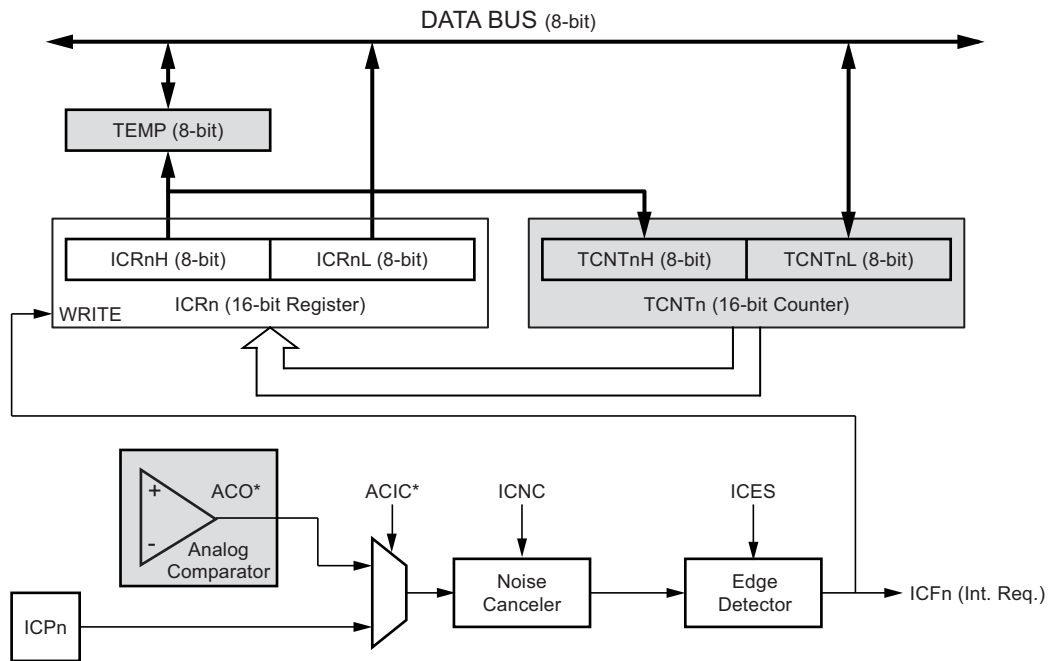 DATA BUS (8-bit)
TEMP (8-bit)
ICRnH (8-bit)
ICRnL (8-bit)
TCNTnH (8-bit)
TCNTnL (8-bit)
WRITE
ICRn (16-bit Register)
TCNTn (16-bit Counter)
+
-
ACO*
Analog
Comparator
ACIC*
ICNC
ICES
Noise
Canceler
Edge
Detector
ICFn (Int. Req.)
ICPn